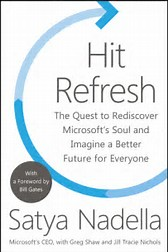 Hit
Refresh
The Quest to Rediscover
Microsoft's Soul and
Imagine a Better
Future for Everyone
With
a Foreword by
Bill Gates
Satya Nadella
Microsoft's CEO, with Greg Shaw and Jill Tracie Nichols